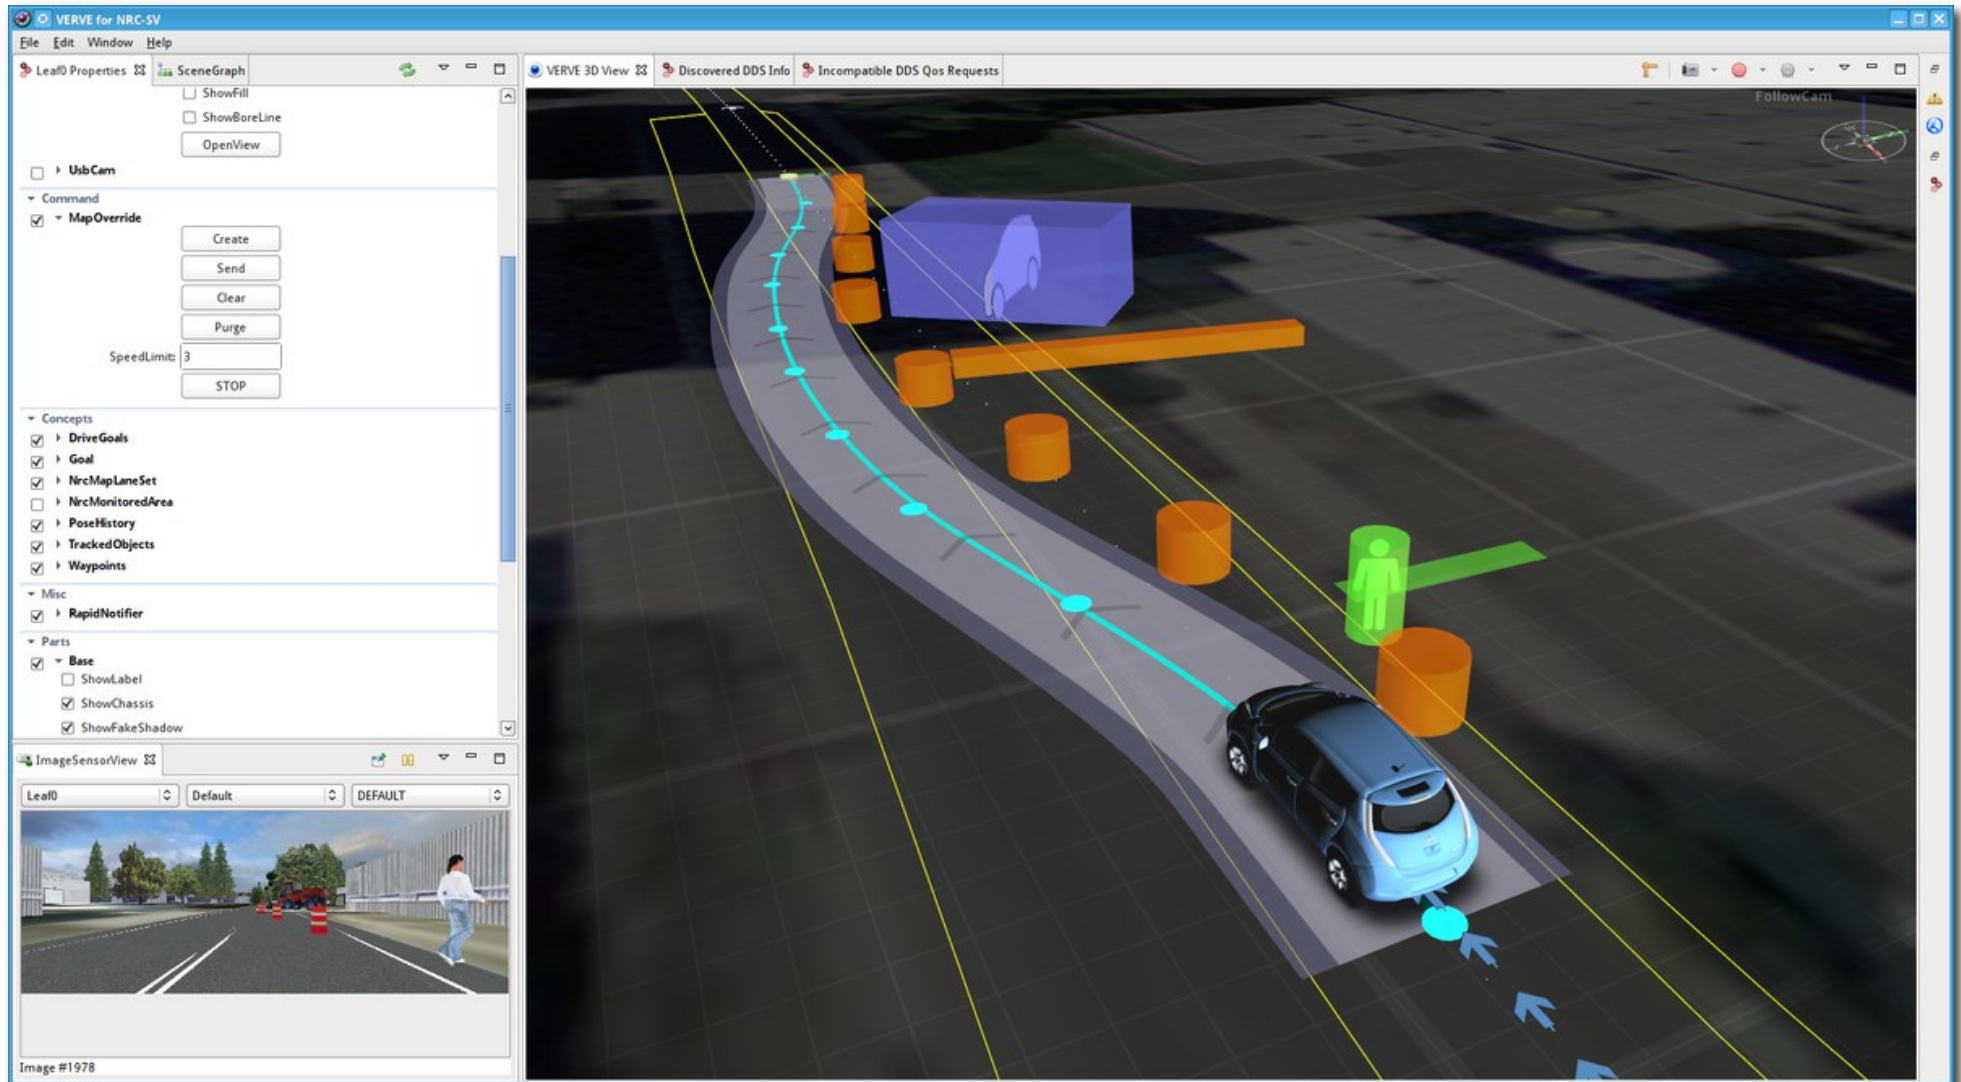 VERVE for NRC-SV
File Edit Window Help
Leaf0 Properties SceneGraph
ShowFill
ShowBoreLine
OpenView
UsbCam
Command
MapOverride
Create
Send
Clear
Purge
SpeedLimit: 3
STOP
Concepts
DriveGoals
Goal
NrcMapLaneSet
NrcMonitoredArea
PoseHistory
TrackedObjects
Waypoints
Misc
RapidNotifier
Parts
Base
ShowLabel
ShowChassis
ShowFakeShadow
ImageSensorView
Leaf0 Default DEFAULT
Image #1978
VERVE 3D View Discovered DDS Info Incompatible DDS Qos Requests
FollowCam